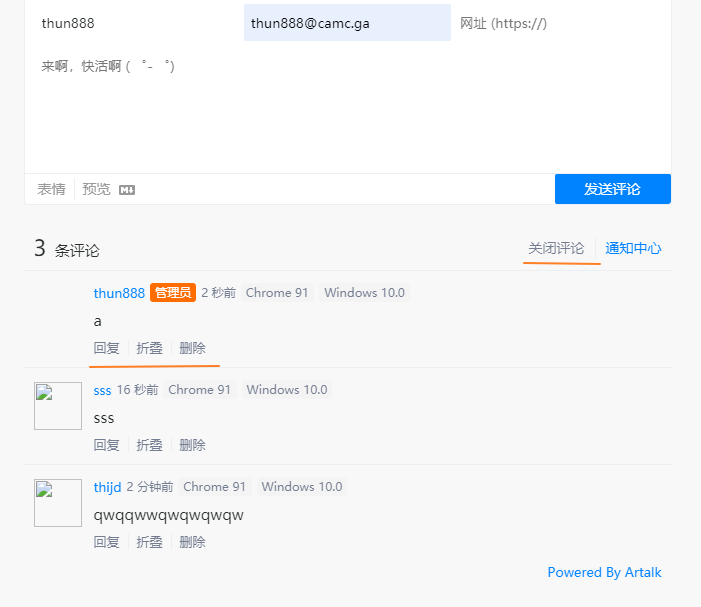 thun888 thun888@camc.ga 网址 (https://)
来啊，快活啊 ( ゜- ゜)
表情 预览 发送评论
3 条评论 关闭评论 通知中心
thun888 管理员 2 秒前 Chrome 91 Windows 10.0
a
回复 折叠 删除
sss 16 秒前 Chrome 91 Windows 10.0
sss
回复 折叠 删除
thijd 2 分钟前 Chrome 91 Windows 10.0
qwqqwwqwqwqwqw
回复 折叠 删除
Powered By Artalk